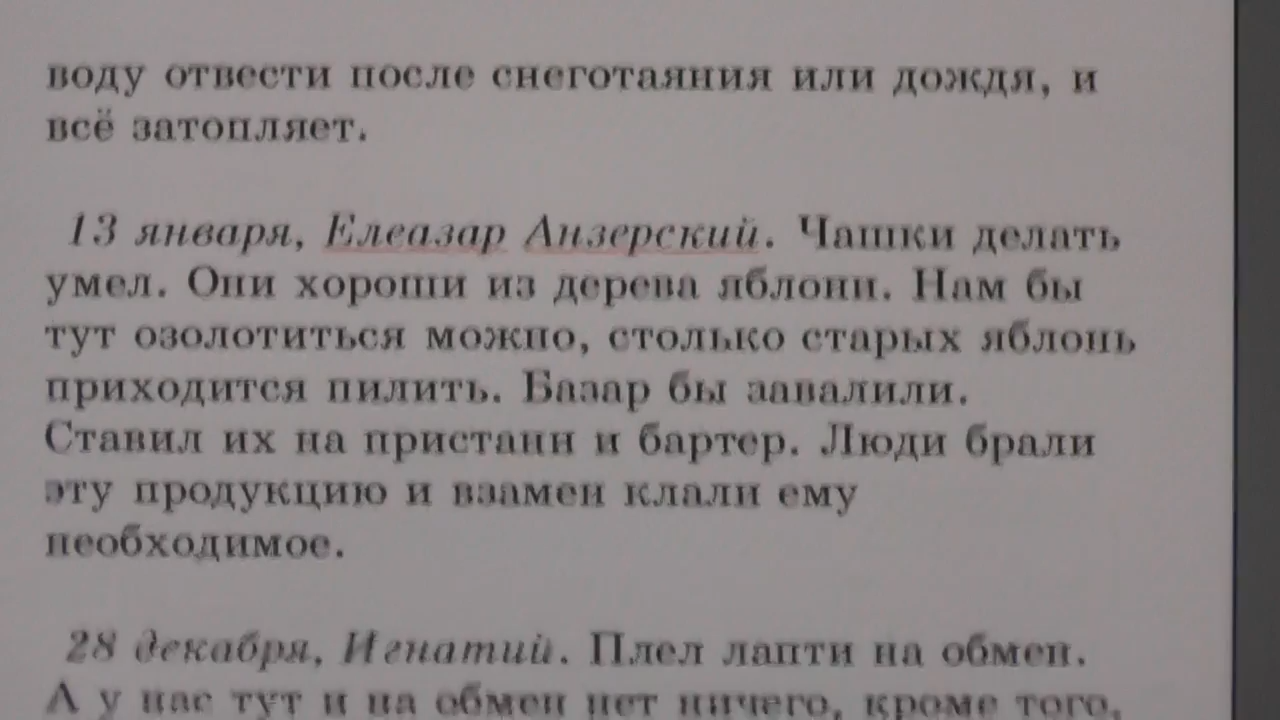 воду отвести после снеготаяния или дождя, и
всё затопляет.
13 января, Елеазар Анзерский. Чашки делать
умел. Они хороши из дерева яблони. Нам бы
тут озолотиться можно, столько старых яблонь
приходится пилить. Базар бы завалили.
Ставил их на пристани и бартер. Люди брали
эту продукцию и взамен клали ему
необходимое.
28 декабря, Игнатий. Плел лапти на обмен.
А у нас тут и на обмен нет ничего, кроме того,